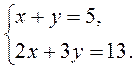 x + y = 5,
2x + 3y = 13.